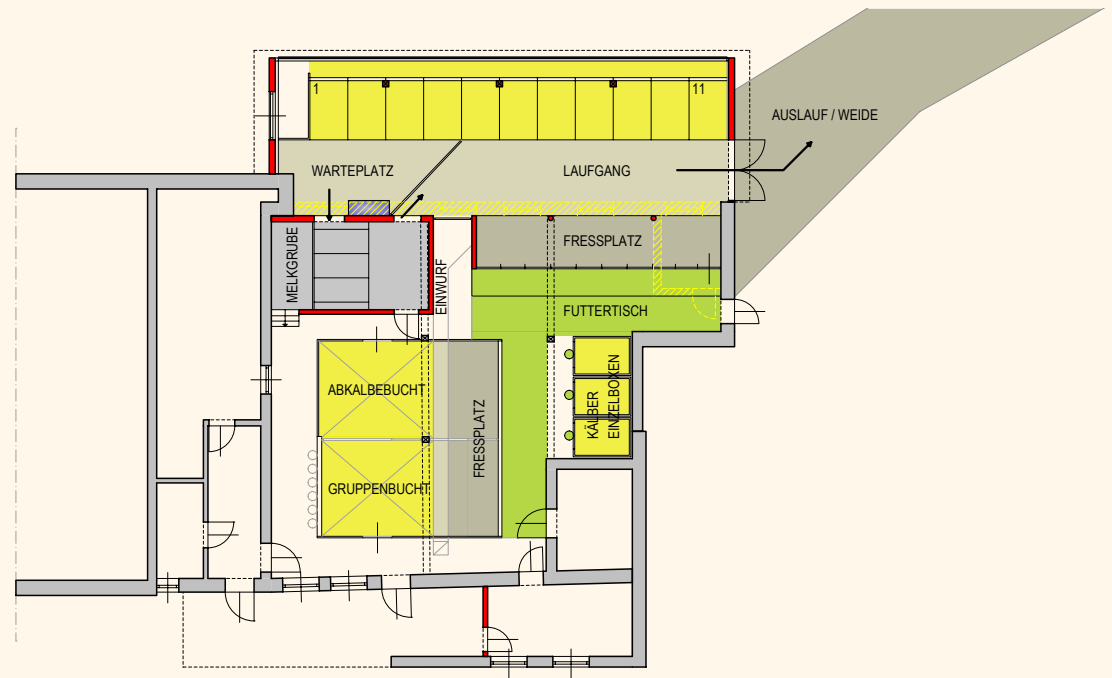 1
11
AUSLAUF / WEIDE
WARTEPLATZ
LAUFGANG
FRESSPLATZ
MELKGRUBE
EINWURF
FUTTERTISCH
ABKALBEBUCHT
KÄLBER
EINZELBOXEN
FRESSPLATZ
GRUPPENBUCHT